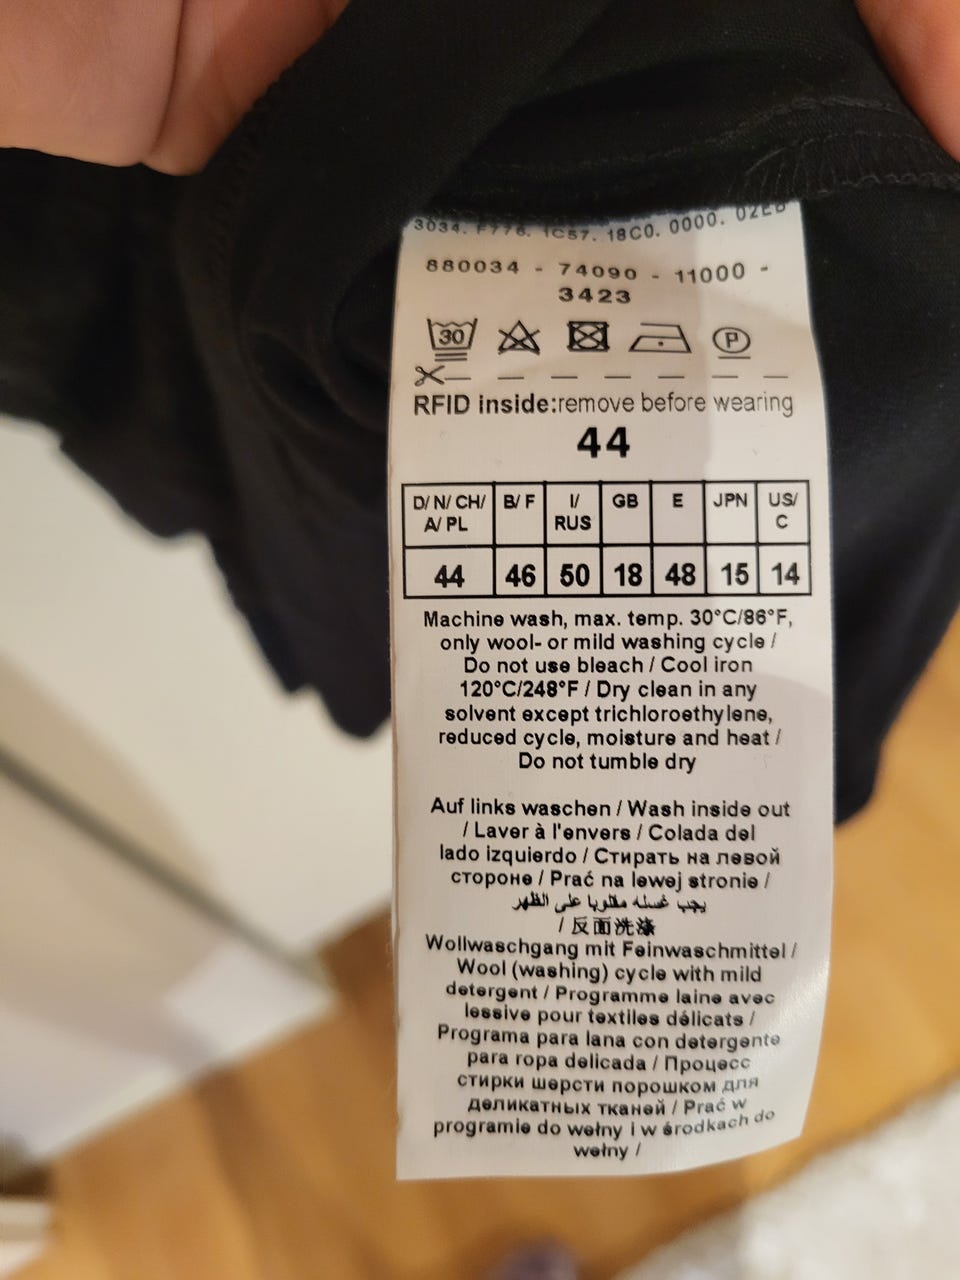 3034. F776. 1C57. 18C0. 0000. 02E8
880034 - 74090 - 11000 -
3423
30 P
RFID inside:remove before wearing
44
D/ N/ CH/ A/ PL B/ F I/ RUS GB E JPN US/ C
44 46 50 18 48 15 14
Machine wash, max. temp. 30°C/86°F,
only wool- or mild washing cycle /
Do not use bleach / Cool iron
120°C/248°F / Dry clean in any
solvent except trichloroethylene,
reduced cycle, moisture and heat /
Do not tumble dry
Auf links waschen / Wash inside out
/ Laver à l'envers / Colada del
lado izquierdo / Стирать на левой
стороне / Prać na lewej stronie /
يجب غسله مقلوبا على الظهر
/ 反面洗涤
Wollwaschgang mit Feinwaschmittel /
Wool (washing) cycle with mild
detergent / Programme laine avec
lessive pour textiles délicats /
Programa para lana con detergente
para ropa delicada / Процесс
стирки шерсти порошком для
деликатных тканей / Prać w
programie do wełny i w środkach do
wełny /